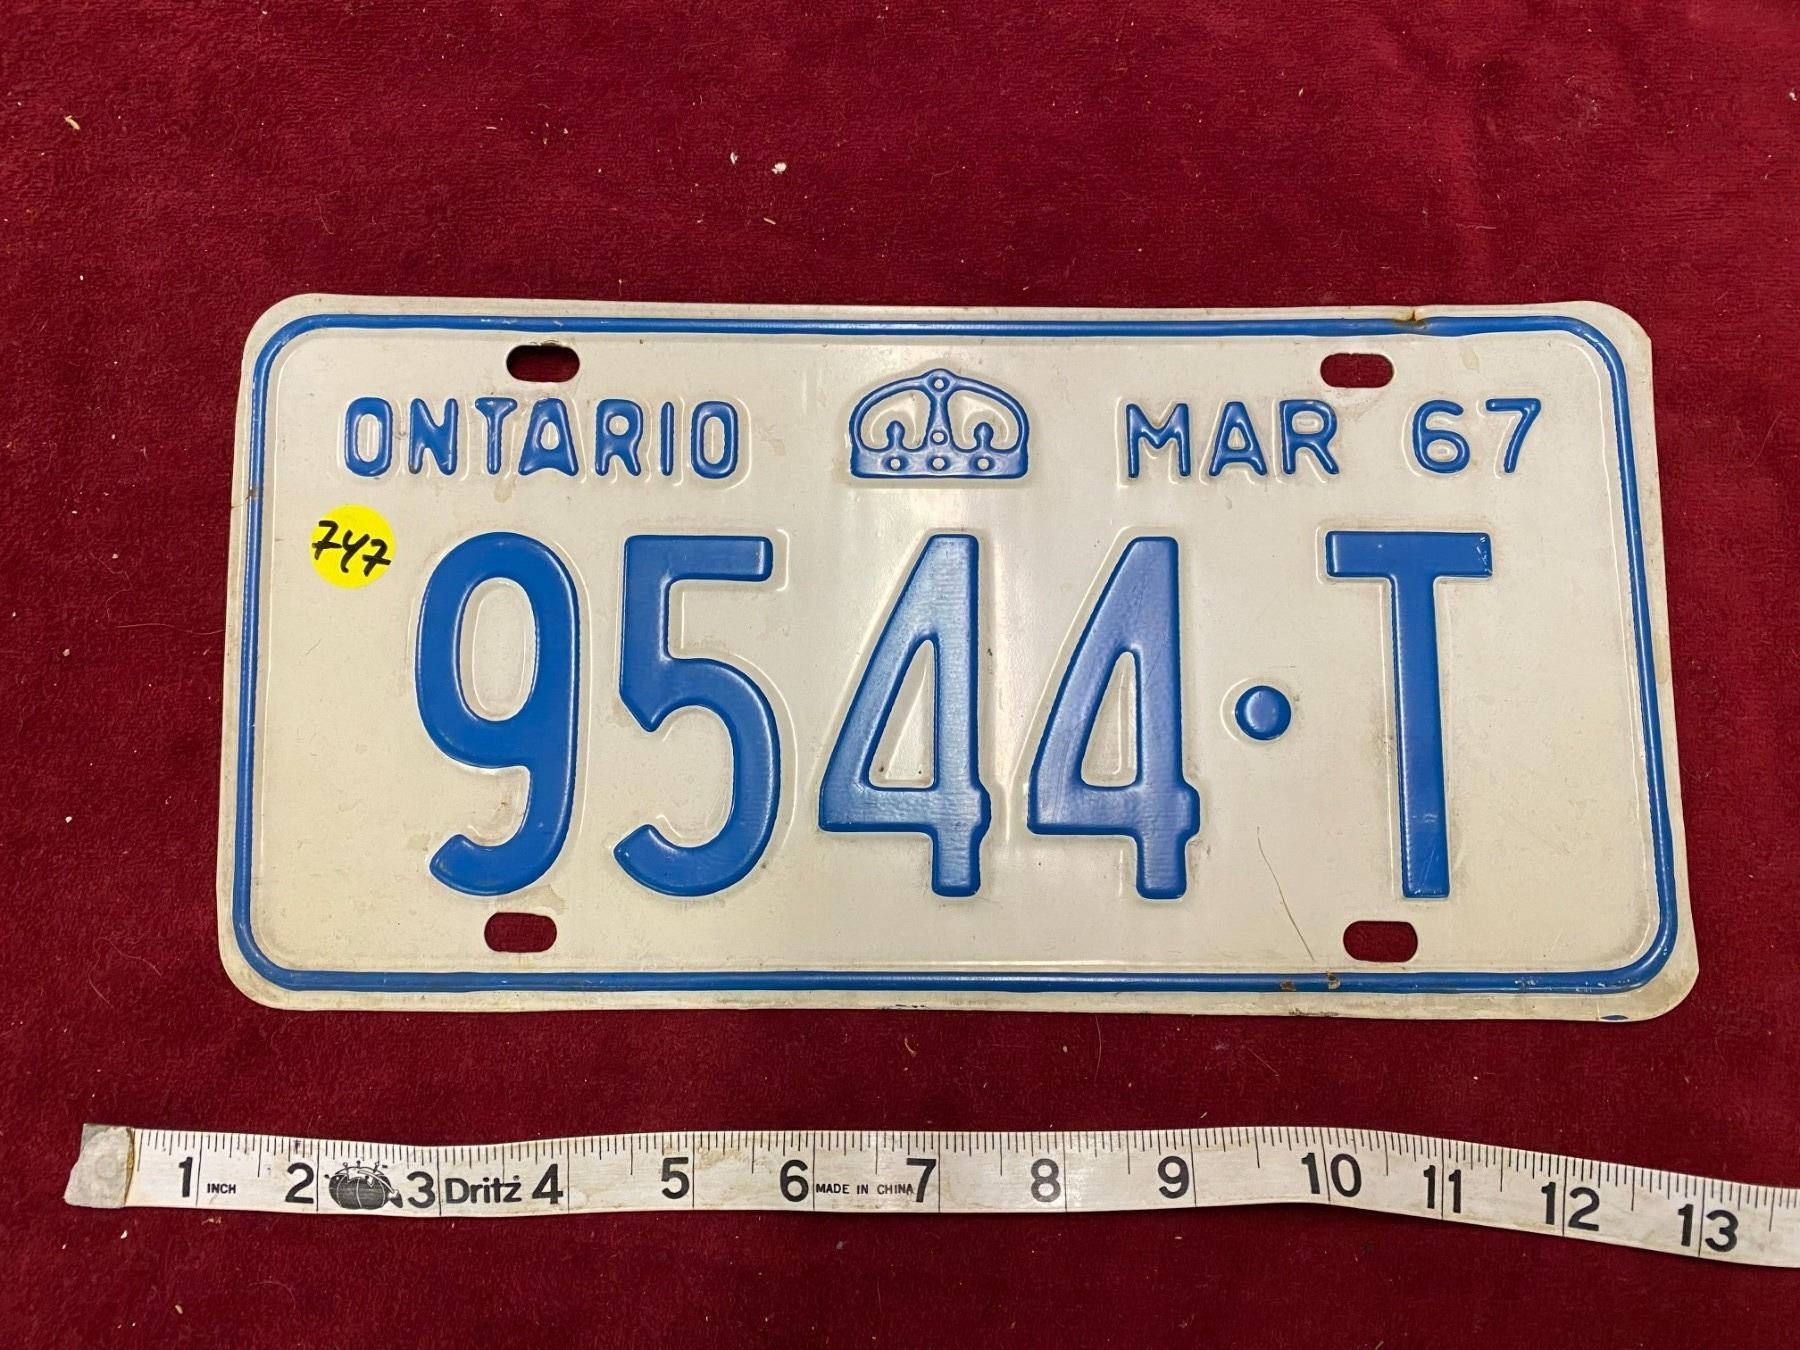 ONTARIO MAR 67
747
9544·T
1 INCH 2 3 Dritz 4 5 6 MADE IN CHINA 7 8 9 10 11 12 13